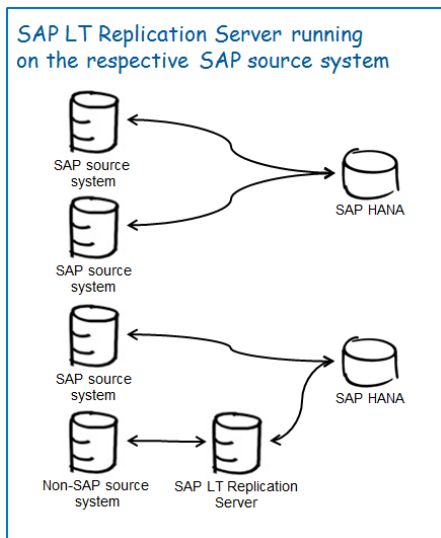 SAP LT Replication Server running
on the respective SAP source system
SAP source
system
SAP HANA
SAP source
system
SAP source
system
SAP HANA
Non-SAP source
system
SAP LT Replication
Server